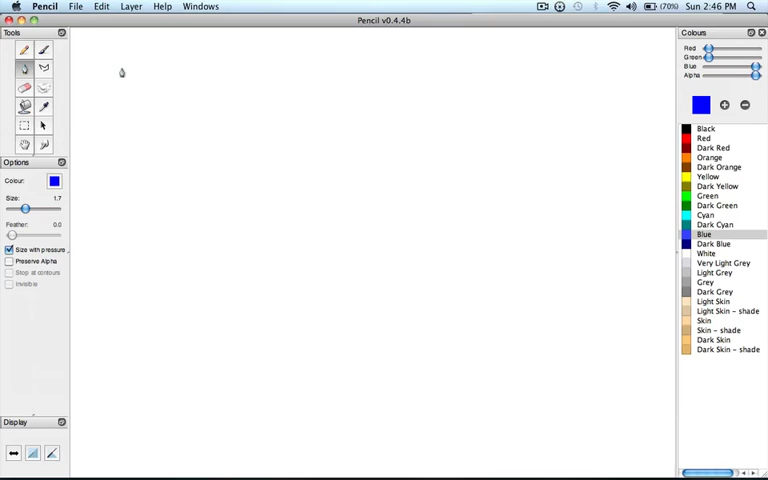 Pencil File Edit Layer Help Windows (70%) Sun 2:46 PM
Pencil v0.4.4b
Tools
Options
Colour:
Size: 1.7
Feather: 0.0
Size with pressure
Preserve Alpha
Stop at contours
Invisible
Display
Colours
Red
Green
Blue
Alpha
Black
Red
Dark Red
Orange
Dark Orange
Yellow
Dark Yellow
Green
Dark Green
Cyan
Dark Cyan
Blue
Dark Blue
White
Very Light Grey
Light Grey
Grey
Dark Grey
Light Skin
Light Skin - shade
Skin
Skin - shade
Dark Skin
Dark Skin - shade